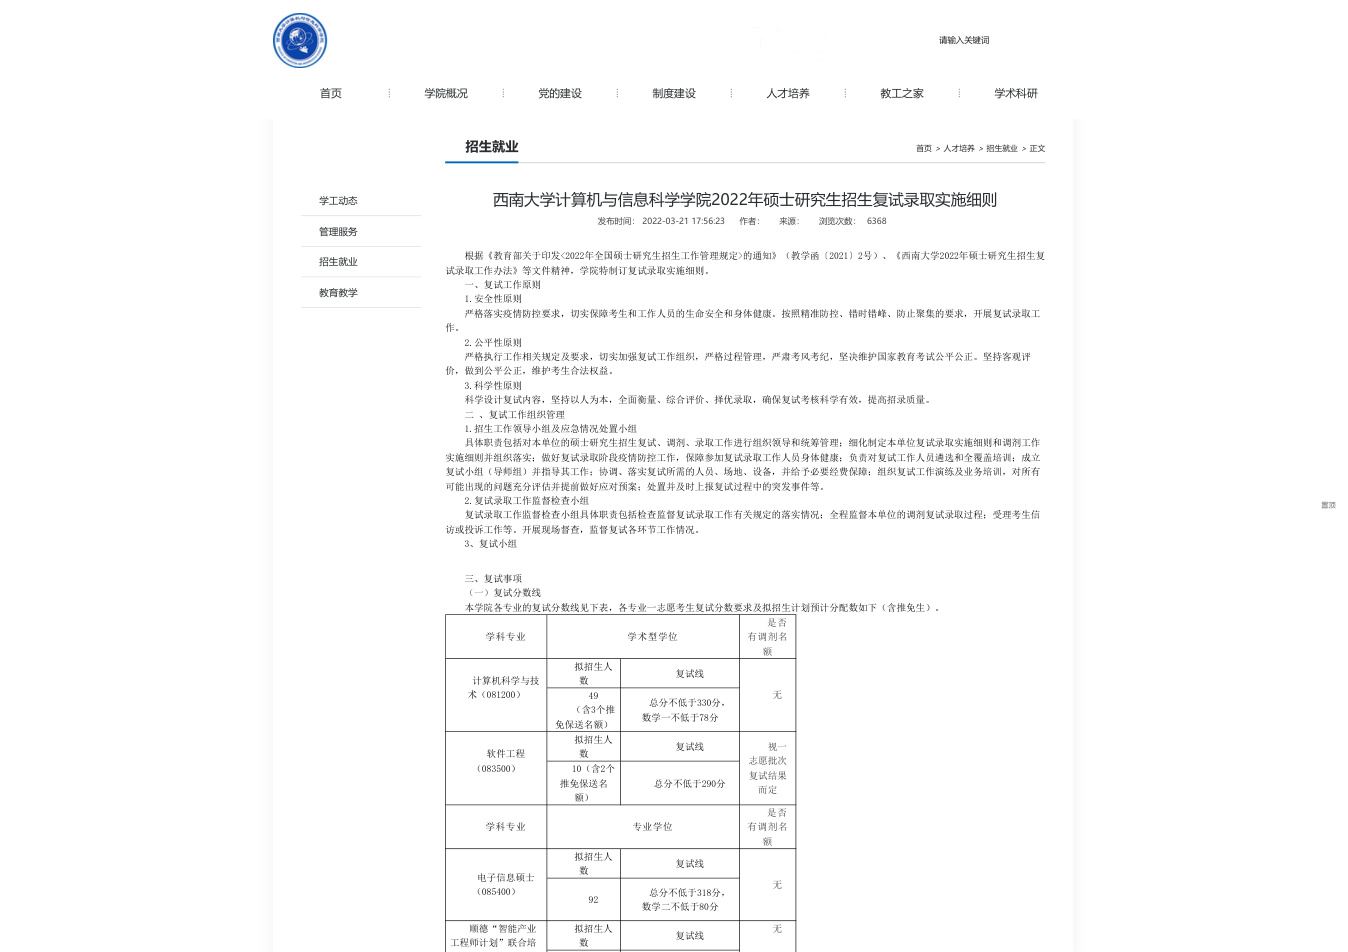 请输入关键词
首页 学院概况 党的建设 制度建设 人才培养 教工之家 学术科研
招生就业
首页 > 人才培养 > 招生就业 > 正文
学工动态
管理服务
招生就业
教育教学
西南大学计算机与信息科学学院2022年硕士研究生招生复试录取实施细则
发布时间: 2022-03-21 17:56:23 作者: 来源: 浏览次数: 6368
根据《教育部关于印发<2022年全国硕士研究生招生工作管理规定>的通知》（教学函〔2021〕2号）、《西南大学2022年硕士研究生招生复
试录取工作办法》等文件精神，学院特制订复试录取实施细则。
一、复试工作原则
1.安全性原则
严格落实疫情防控要求，切实保障考生和工作人员的生命安全和身体健康。按照精准防控、错时错峰、防止聚集的要求，开展复试录取工
作。
2.公平性原则
严格执行工作相关规定及要求，切实加强复试工作组织，严格过程管理，严肃考风考纪，坚决维护国家教育考试公平公正。坚持客观评
价，做到公平公正，维护考生合法权益。
3.科学性原则
科学设计复试内容，坚持以人为本，全面衡量、综合评价、择优录取，确保复试考核科学有效，提高招录质量。
二 、复试工作组织管理
1.招生工作领导小组及应急情况处置小组
具体职责包括对本单位的硕士研究生招生复试、调剂、录取工作进行组织领导和统筹管理；细化制定本单位复试录取实施细则和调剂工作
实施细则并组织落实；做好复试录取阶段疫情防控工作，保障参加复试录取工作人员身体健康；负责对复试工作人员遴选和全覆盖培训；成立
复试小组（导师组）并指导其工作；协调、落实复试所需的人员、场地、设备，并给予必要经费保障；组织复试工作演练及业务培训，对所有
可能出现的问题充分评估并提前做好应对预案；处置并及时上报复试过程中的突发事件等。
2.复试录取工作监督检查小组
复试录取工作监督检查小组具体职责包括检查监督复试录取工作有关规定的落实情况；全程监督本单位的调剂复试录取过程；受理考生信
访或投诉工作等。开展现场督查，监督复试各环节工作情况。
3、复试小组
三、复试事项
（一）复试分数线
本学院各专业的复试分数线见下表，各专业一志愿考生复试分数要求及拟招生计划预计分配数如下（含推免生）。
学科专业 学术型学位 是否
有调剂名
额
计算机科学与技
术（081200）
拟招生人
数
复试线
49
（含3个推
免保送名额）
总分不低于330分，
数学一不低于78分
无
软件工程
（083500）
拟招生人
数
复试线
10（含2个
推免保送名
额）
总分不低于290分
视一
志愿批次
复试结果
而定
学科专业 专业学位 是否
有调剂名
额
电子信息硕士
（085400）
拟招生人
数
复试线
92
总分不低于318分，
数学二不低于80分
无
顺德“智能产业
工程师计划”联合培
拟招生人
数
复试线
无
置顶